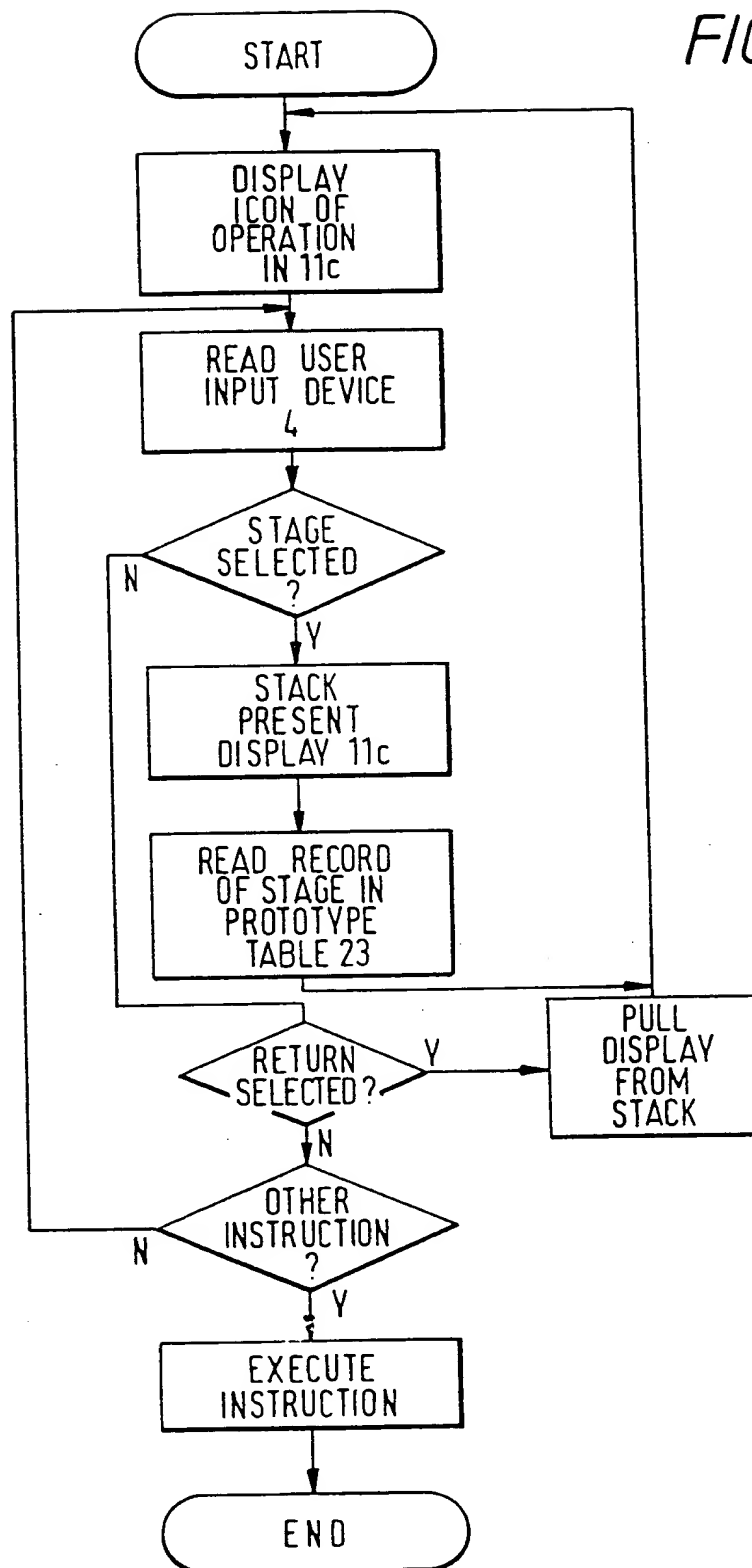 FIG
START
DISPLAY
ICON OF
OPERATION
IN 11c
READ USER
INPUT DEVICE
4
STAGE
SELECTED
?
N
Y
STACK
PRESENT
DISPLAY 11c
READ RECORD
OF STAGE IN
PROTOTYPE
TABLE 23
RETURN
SELECTED?
Y
N
PULL
DISPLAY
FROM
STACK
OTHER
INSTRUCTION
?
N
Y
EXECUTE
INSTRUCTION
END